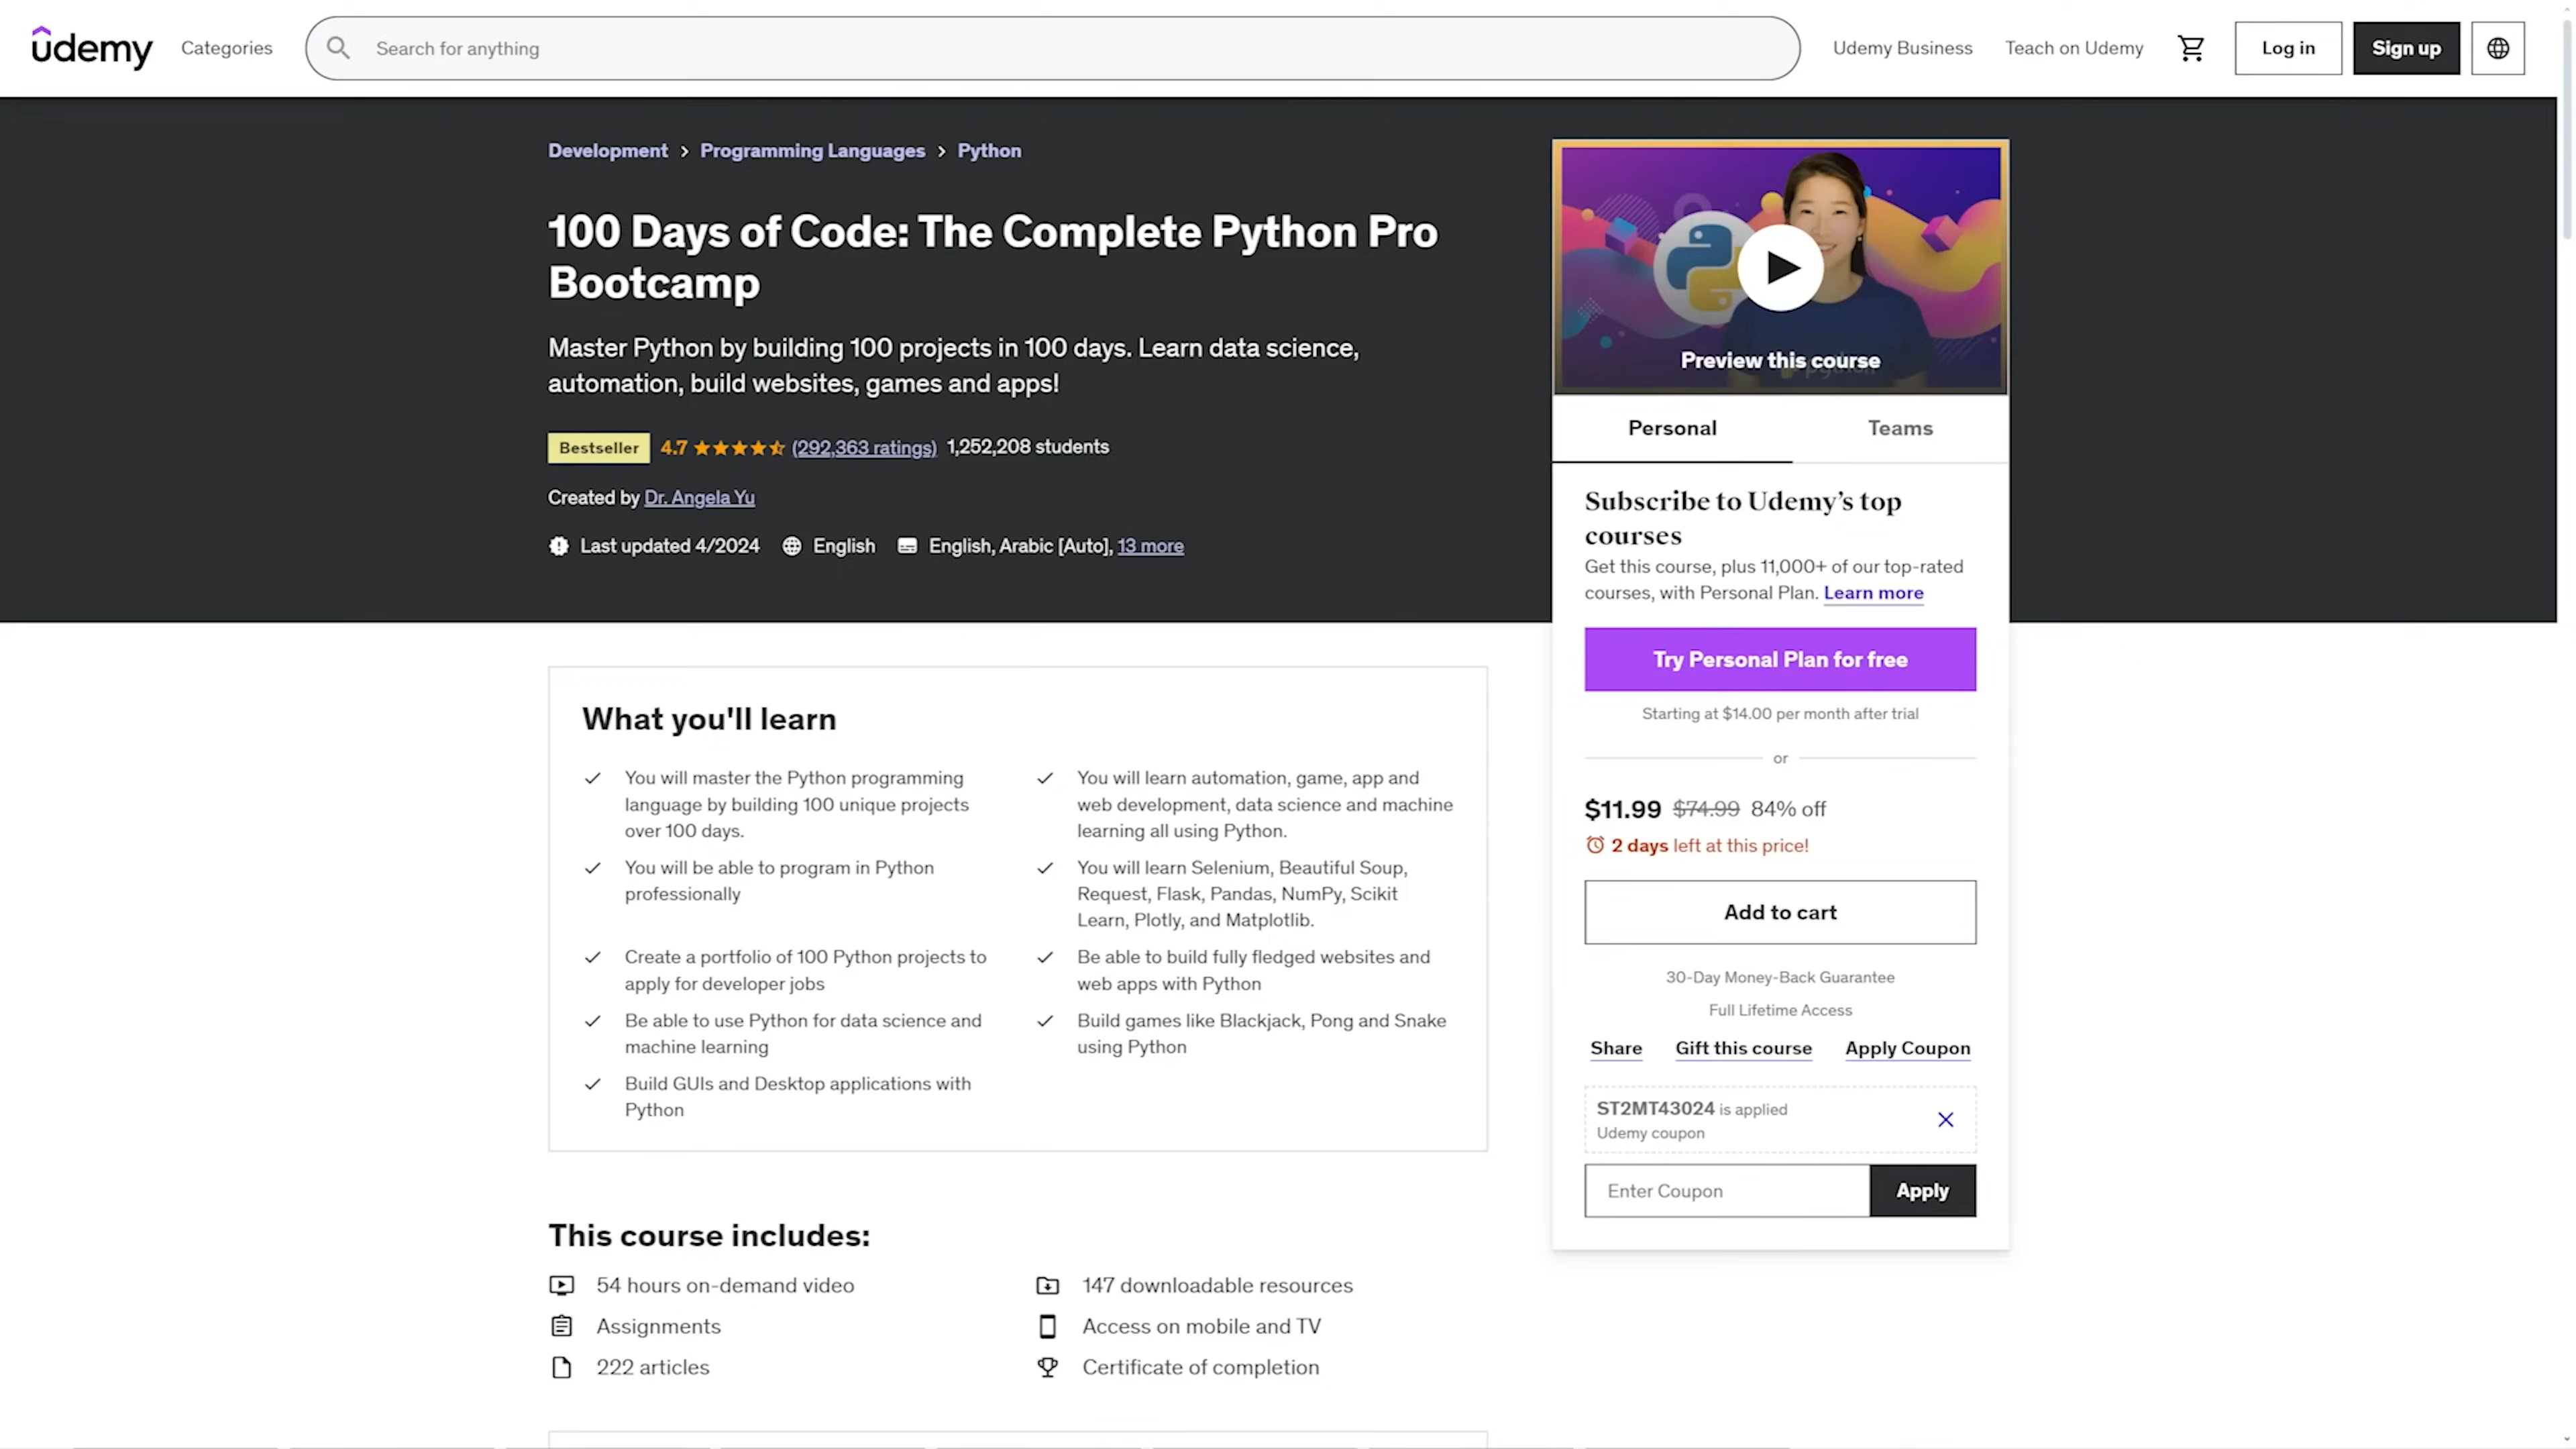 udemy
Categories
Search for anything
Udemy Business
Teach on Udemy
Log in
Sign up
Development > Programming Languages > Python
100 Days of Code: The Complete Python Pro
Bootcamp
Master Python by building 100 projects in 100 days. Learn data science,
automation, build websites, games and apps!
Bestseller 4.7 (292,363 ratings) 1,252,208 students
Created by Dr. Angela Yu
Last updated 4/2024 English English, Arabic [Auto], 13 more
Preview this course
Personal
Teams
Subscribe to Udemy’s top
courses
Get this course, plus 11,000+ of our top-rated
courses, with Personal Plan. Learn more
Try Personal Plan for free
Starting at $14.00 per month after trial
or
$11.99 $74.99 84% off
2 days left at this price!
Add to cart
30-Day Money-Back Guarantee
Full Lifetime Access
Share
Gift this course
Apply Coupon
ST2MT43024 is applied
Udemy coupon
Enter Coupon
Apply
What you'll learn
You will master the Python programming
language by building 100 unique projects
over 100 days.
You will learn automation, game, app and
web development, data science and machine
learning all using Python.
You will be able to program in Python
professionally
You will learn Selenium, Beautiful Soup,
Request, Flask, Pandas, NumPy, Scikit
Learn, Plotly, and Matplotlib.
Create a portfolio of 100 Python projects to
apply for developer jobs
Be able to build fully fledged websites and
web apps with Python
Be able to use Python for data science and
machine learning
Build games like Blackjack, Pong and Snake
using Python
Build GUIs and Desktop applications with
Python
This course includes:
54 hours on-demand video
147 downloadable resources
Assignments
Access on mobile and TV
222 articles
Certificate of completion